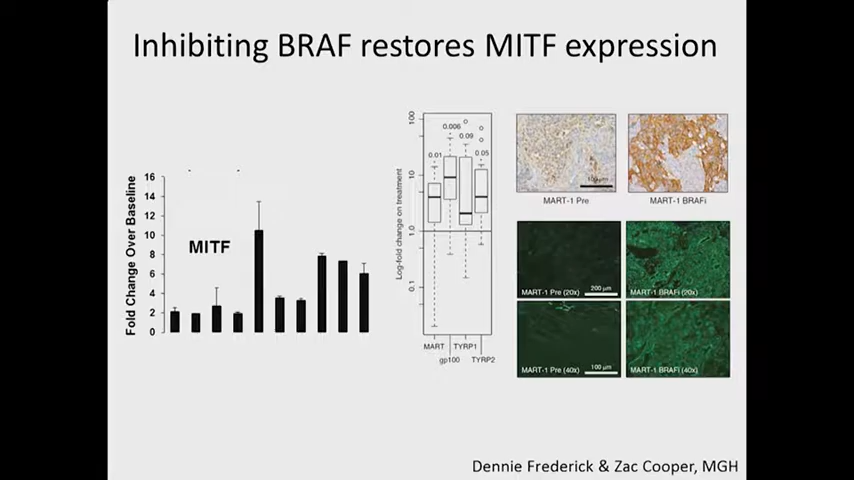 Inhibiting BRAF restores MITF expression
Fold Change Over Baseline
16
14
12
10
8
6
4
2
0
MITF
Log-fold change on treatment
100
10
1.0
0.1
0.01
0.006
0.09
0.05
MART
TYRP1
gp100
TYRP2
100 µm
MART-1 Pre
MART-1 BRAFi
200 µm
MART-1 Pre (20x)
MART-1 BRAFi (20x)
100 µm
MART-1 Pre (40x)
MART-1 BRAFi (40x)
Dennie Frederick & Zac Cooper, MGH